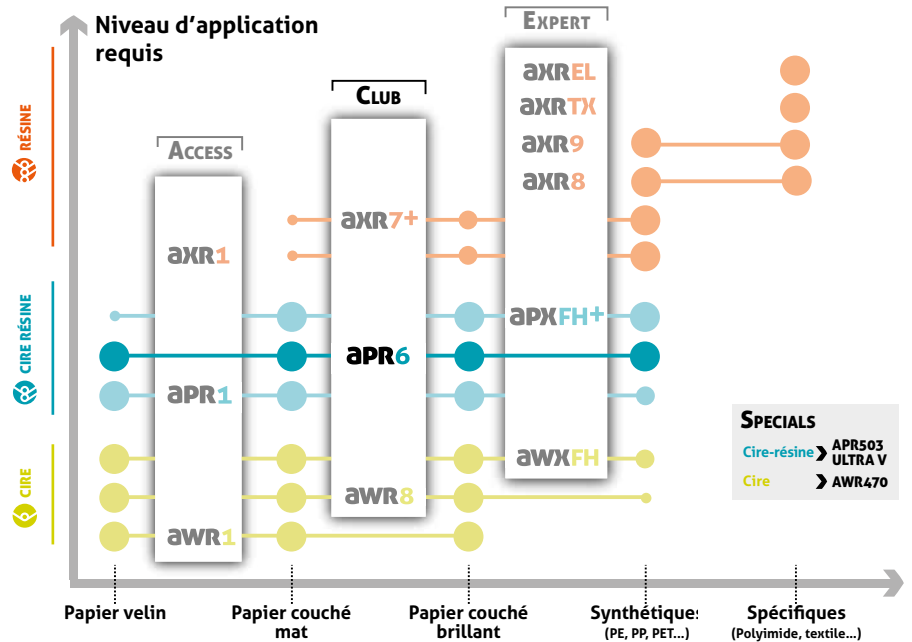 Niveau d'application
requis
EXPERT
CLUB
ACCESS
RÉSINE
CIRE RÉSINE
CIRE
aXREL
aXRTX
aXR9
aXR8
aXR7+
aXR1
aPXFH+
aPR6
aPR1
aWXFH
aWR8
aWR1
SPECIALS
Cire-résine > APR503
ULTRA V
Cire > AWR470
Papier velin
Papier couché
mat
Papier couché
brillant
Synthétiques
(PE, PP, PET...)
Spécifiques
(Polyimide, textile...)